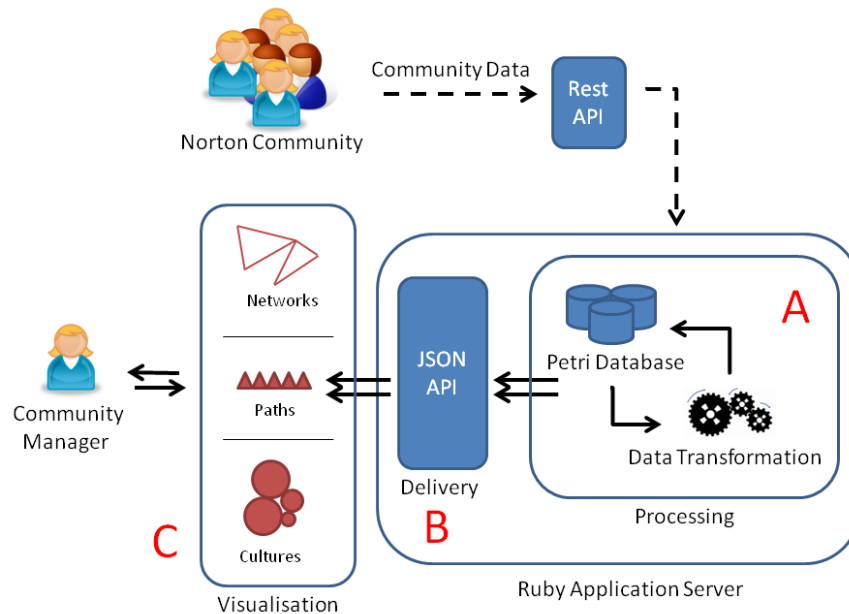 Community Data
Rest
API
Norton Community
Networks
Paths
Cultures
Visualisation
C
Community
Manager
JSON
API
Delivery
B
A
Petri Database
Data Transformation
Processing
Ruby Application Server